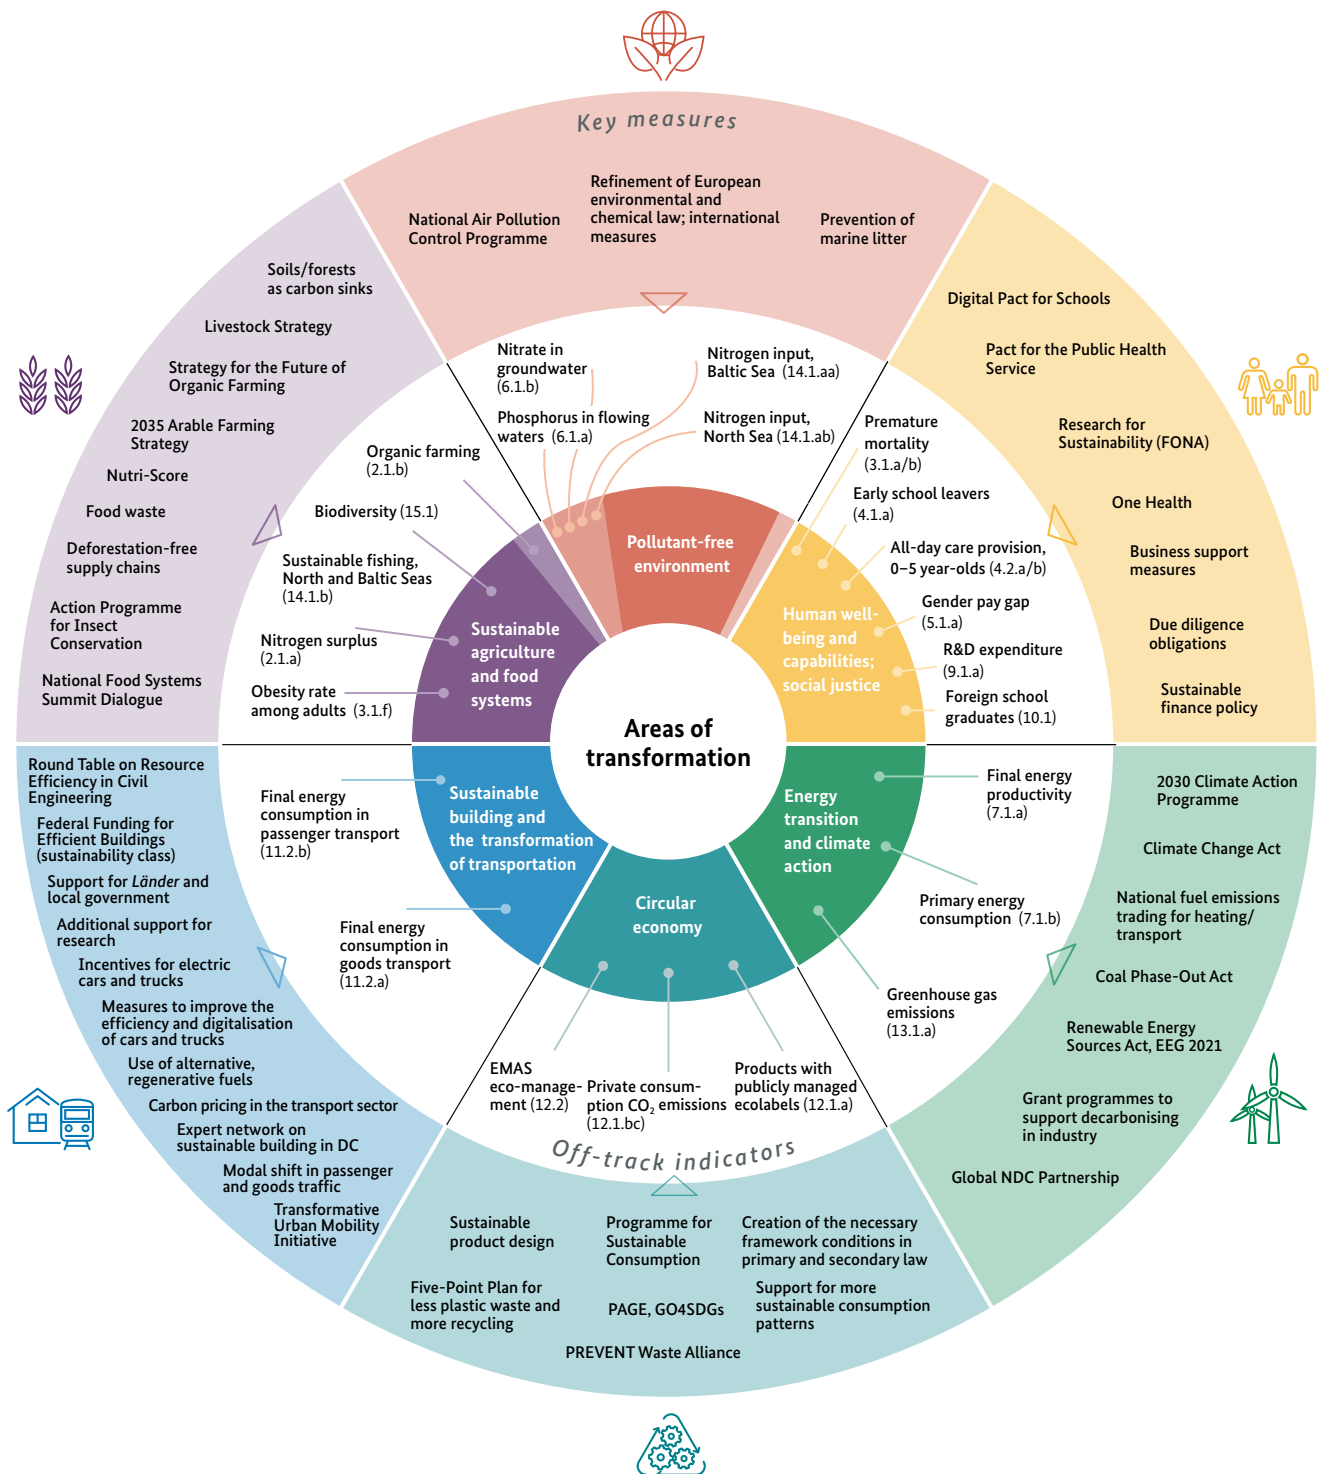 Key measures
National Air Pollution
Control Programme
Refinement of European
environmental and
chemical law; international
measures
Prevention of
marine litter
Digital Pact for Schools
Pact for the Public Health
Service
Research for
Sustainability (FONA)
One Health
Business support
measures
Due diligence
obligations
Sustainable
finance policy
2030 Climate Action
Programme
Climate Change Act
National fuel emissions
trading for heating/
transport
Coal Phase-Out Act
Renewable Energy
Sources Act, EEG 2021
Grant programmes to
support decarbonising
in industry
Global NDC Partnership
Sustainable
product design
Programme for
Sustainable
Consumption
Creation of the necessary
framework conditions in
primary and secondary law
Five-Point Plan for
less plastic waste and
more recycling
PAGE, GO4SDGs
Support for more
sustainable consumption
patterns
PREVENT Waste Alliance
Round Table on Resource
Efficiency in Civil
Engineering
Federal Funding for
Efficient Buildings
(sustainability class)
Support for Länder and
local government
Additional support for
research
Incentives for electric
cars and trucks
Measures to improve the
efficiency and digitalisation
of cars and trucks
Use of alternative,
regenerative fuels
Carbon pricing in the transport sector
Expert network on
sustainable building in DC
Modal shift in passenger
and goods traffic
Transformative
Urban Mobility
Initiative
Soils/forests
as carbon sinks
Livestock Strategy
Strategy for the Future of
Organic Farming
2035 Arable Farming
Strategy
Nutri-Score
Food waste
Deforestation-free
supply chains
Action Programme
for Insect
Conservation
National Food Systems
Summit Dialogue
Nitrate in
groundwater
(6.1.b)
Phosphorus in flowing
waters (6.1.a)
Nitrogen input,
Baltic Sea (14.1.aa)
Nitrogen input,
North Sea (14.1.ab)
Premature
mortality
(3.1.a/b)
Early school leavers
(4.1.a)
All-day care provision,
0–5 year-olds (4.2.a/b)
Gender pay gap
(5.1.a)
R&D expenditure
(9.1.a)
Foreign school
graduates (10.1)
Final energy
productivity
(7.1.a)
Primary energy
consumption (7.1.b)
Greenhouse gas
emissions
(13.1.a)
Products with
publicly managed
ecolabels (12.1.a)
Private consum-
ption CO₂ emissions
(12.1.bc)
EMAS
eco-manage-
ment (12.2)
Off-track indicators
Final energy
consumption in
goods transport
(11.2.a)
Final energy
consumption in
passenger transport
(11.2.b)
Obesity rate
among adults (3.1.f)
Nitrogen surplus
(2.1.a)
Sustainable fishing,
North and Baltic Seas
(14.1.b)
Biodiversity (15.1)
Organic farming
(2.1.b)
Pollutant-free
environment
Human well-
being and
capabilities;
social justice
Energy
transition
and climate
action
Circular
economy
Sustainable
building and
the transformation
of transportation
Sustainable
agriculture
and food
systems
Areas of
transformation